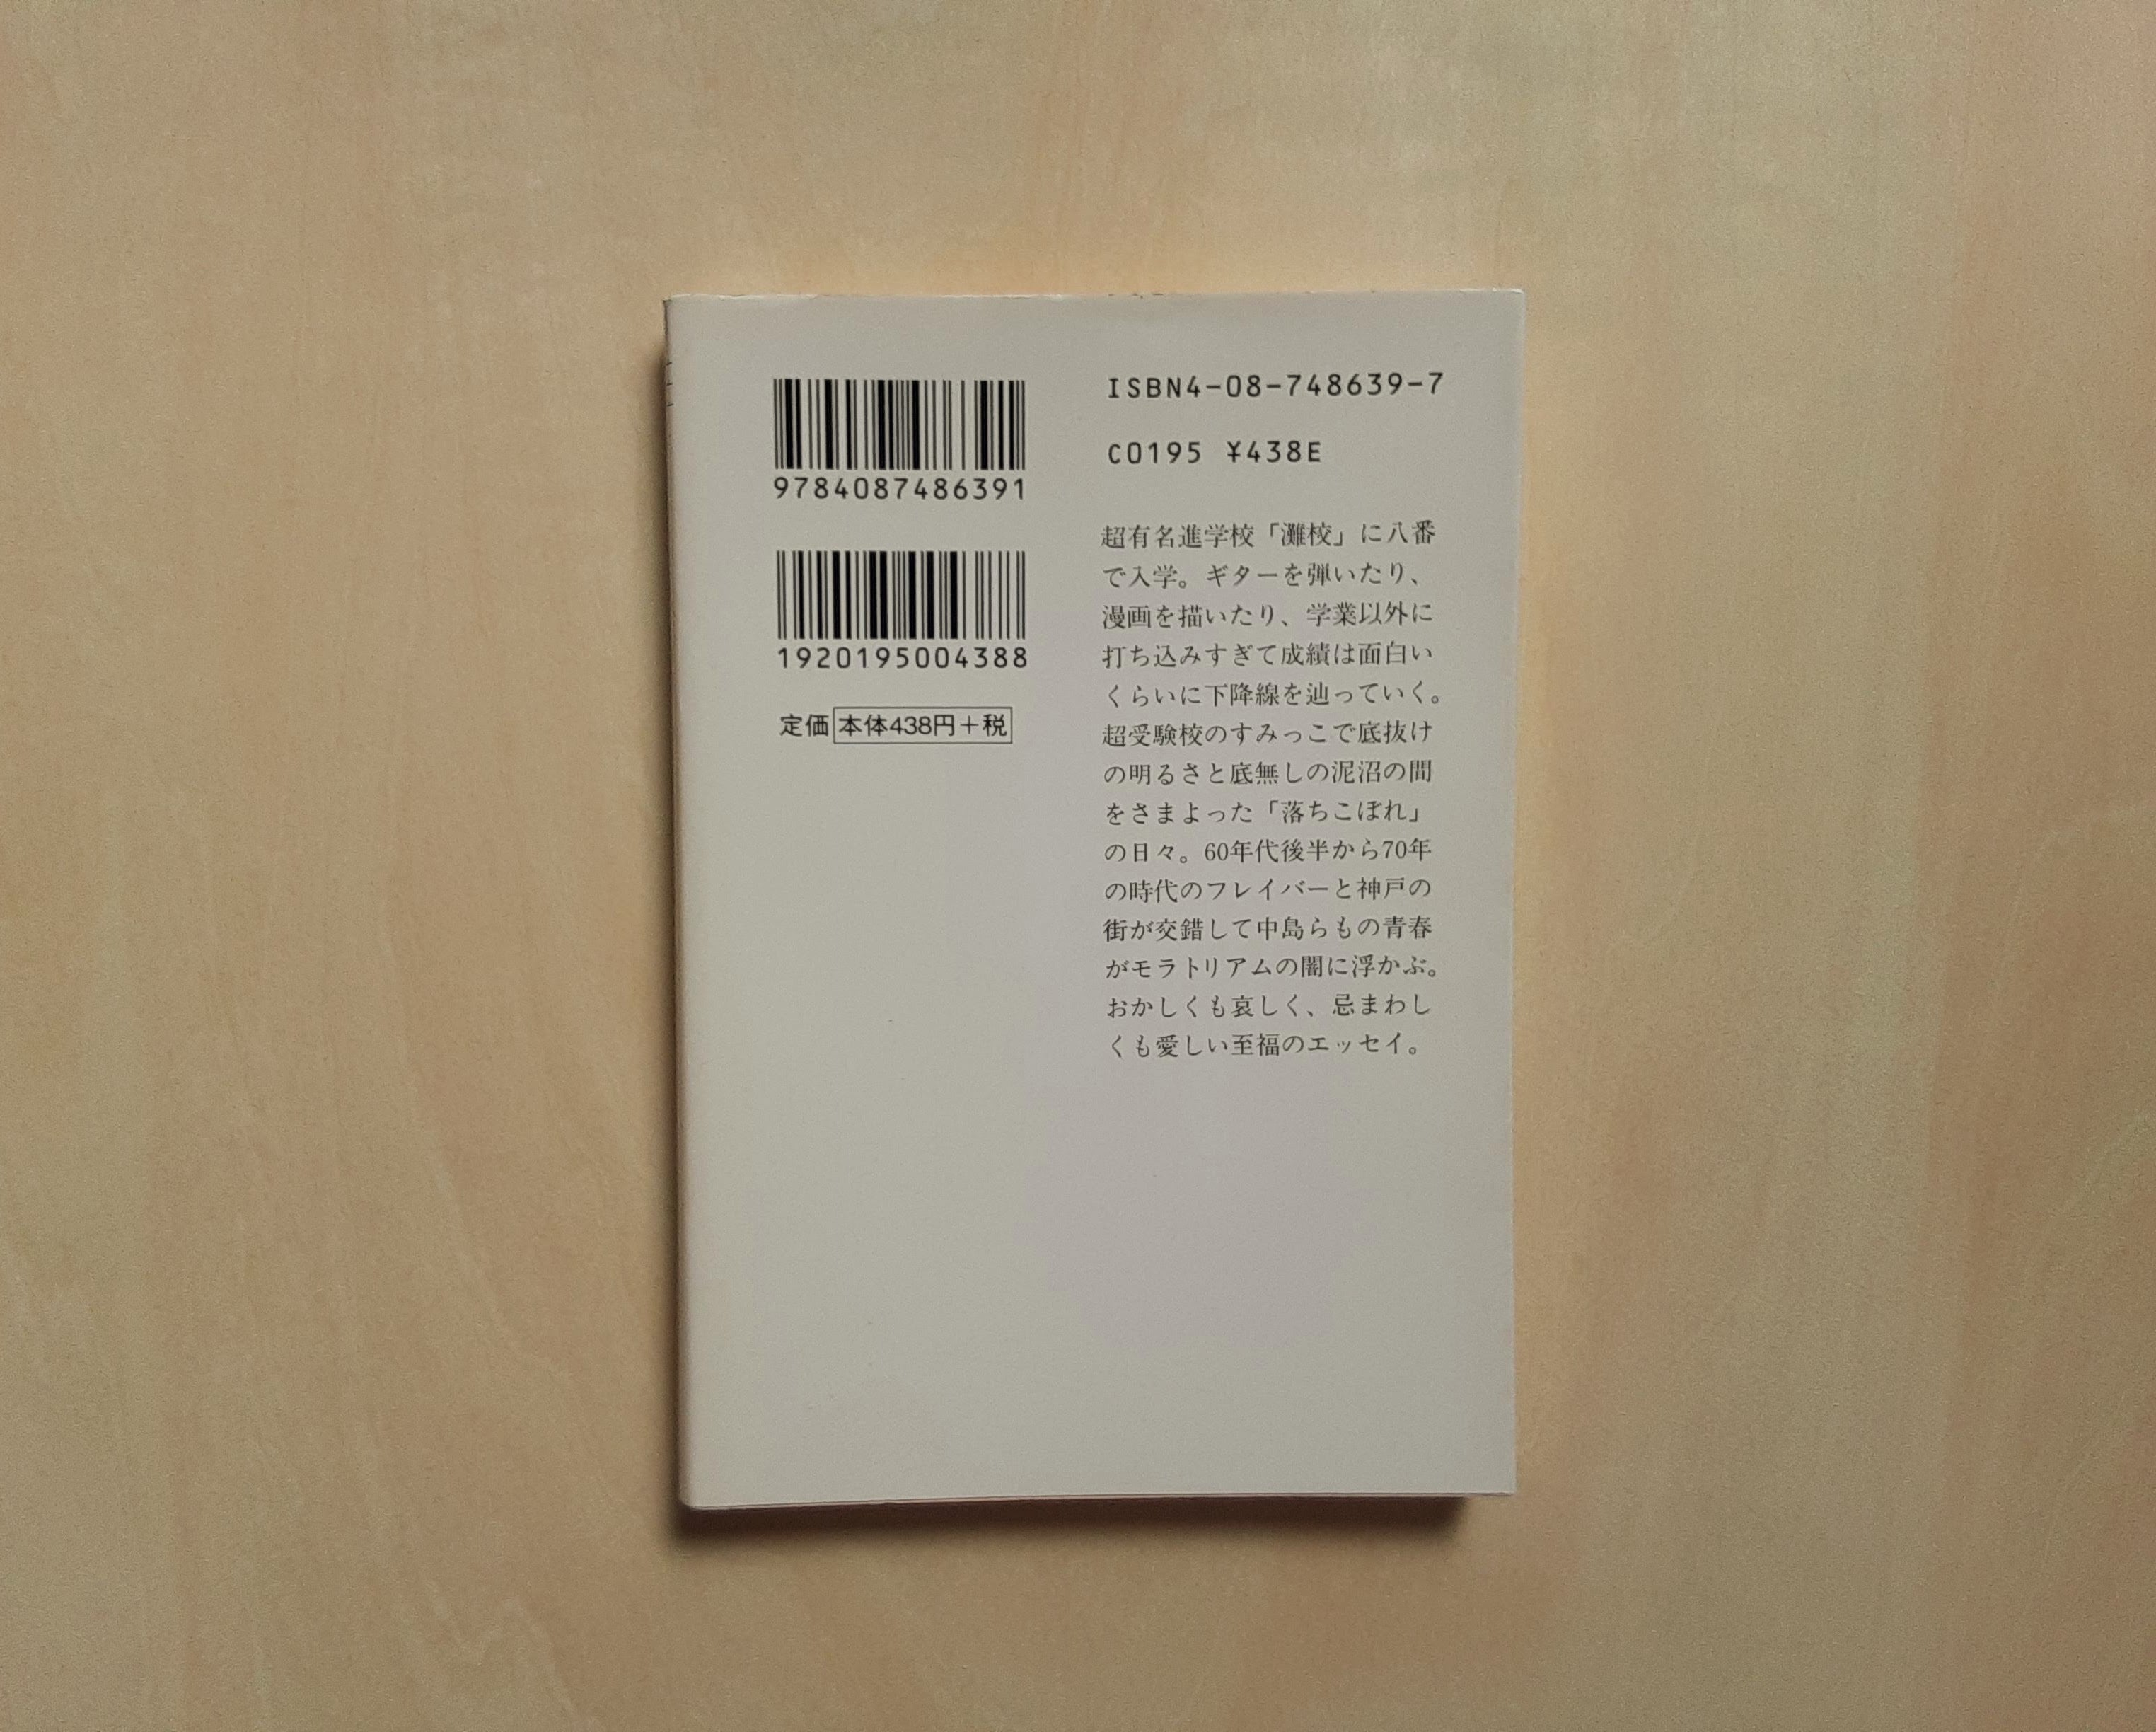 9784087486391
1920195004388
定価 本体438円+税
ISBN4-08-748639-7
C0195 ¥438E
超有名進学校「灘校」に八番
で入学。ギターを弾いたり、
漫画を描いたり、学業以外に
打ち込みすぎて成績は面白い
くらいに下降線を辿っていく。
超受験校のすみっこで底抜け
の明るさと底無しの泥沼の間
をさまよった「落ちこぼれ」
の日々。60年代後半から70年
の時代のフレイバーと神戸の
街が交錯して中島らもの青春
がモラトリアムの闇に浮かぶ。
おかしくも哀しく、忌まわし
くも愛しい至福のエッセイ。